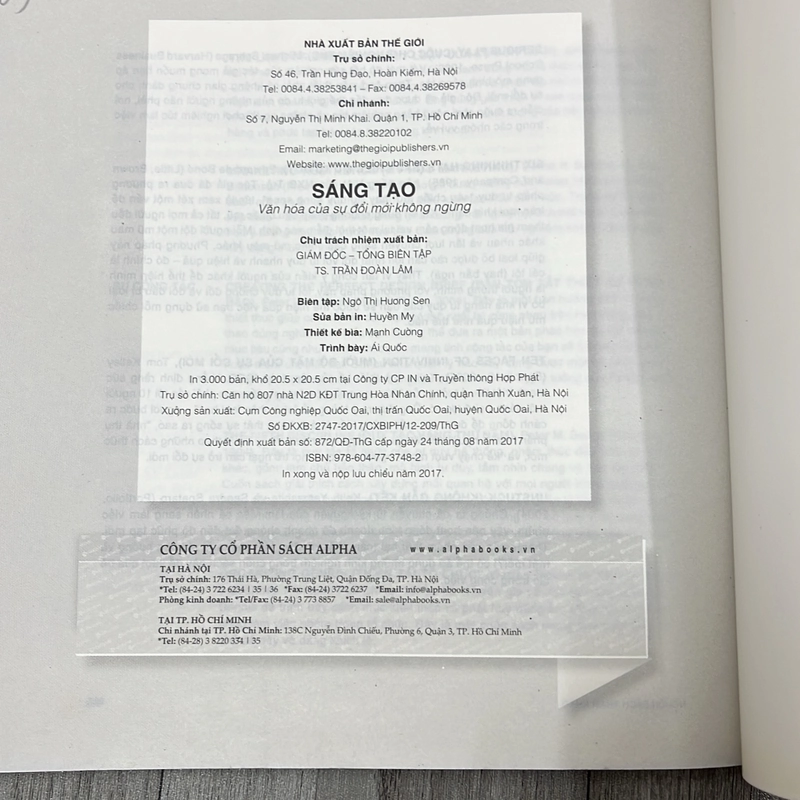 NHÀ XUẤT BẢN THẾ GIỚI
Trụ sở chính:
Số 46, Trần Hưng Đạo, Hoàn Kiếm, Hà Nội
Tel: 0084.4.38253841 – Fax: 0084.4.38269578
Chi nhánh:
Số 7, Nguyễn Thị Minh Khai. Quận 1, TP. Hồ Chí Minh
Tel: 0084.8.38220102
Email: marketing@thegioipublishers.vn
Website: www.thegioipublishers.vn
SÁNG TẠO
Văn hóa của sự đổi mới không ngừng
Chịu trách nhiệm xuất bản:
GIÁM ĐỐC – TỔNG BIÊN TẬP
TS. TRẦN ĐOÀN LÂM
Biên tập: Ngô Thị Hương Sen
Sửa bản in: Huyền My
Thiết kế bìa: Mạnh Cường
Trình bày: Ái Quốc
In 3.000 bản, khổ 20.5 x 20.5 cm tại Công ty CP IN và Truyền thông Hợp Phát
Trụ sở chính: Căn hộ 807 nhà N2D KĐT Trung Hòa Nhân Chính, quận Thanh Xuân, Hà Nội
Xưởng sản xuất: Cụm Công nghiệp Quốc Oai, thị trấn Quốc Oai, huyện Quốc Oai, Hà Nội
Số ĐKXB: 2747-2017/CXBIPH/12-209/ThG
Quyết định xuất bản số: 872/QĐ-ThG cấp ngày 24 tháng 08 năm 2017
ISBN: 978-604-77-3748-2
In xong và nộp lưu chiểu năm 2017.
CÔNG TY CỔ PHẦN SÁCH ALPHA www.alphabooks.vn
TẠI HÀ NỘI
Trụ sở chính: 176 Thái Hà, Phường Trung Liệt, Quận Đống Đa, TP. Hà Nội
*Tel: (84-24) 3 722 6234 | 35 | 36 *Fax: (84-24) 3722 6237 *Email: info@alphabooks.vn
Phòng kinh doanh: *Tel/Fax: (84-24) 3 773 8857 *Email: sale@alphabooks.vn
TẠI TP. HỒ CHÍ MINH
Chi nhánh tại TP. Hồ Chí Minh: 138C Nguyễn Đình Chiểu, Phường 6, Quận 3, TP. Hồ Chí Minh
*Tel: (84-28) 3 8220 334 | 35